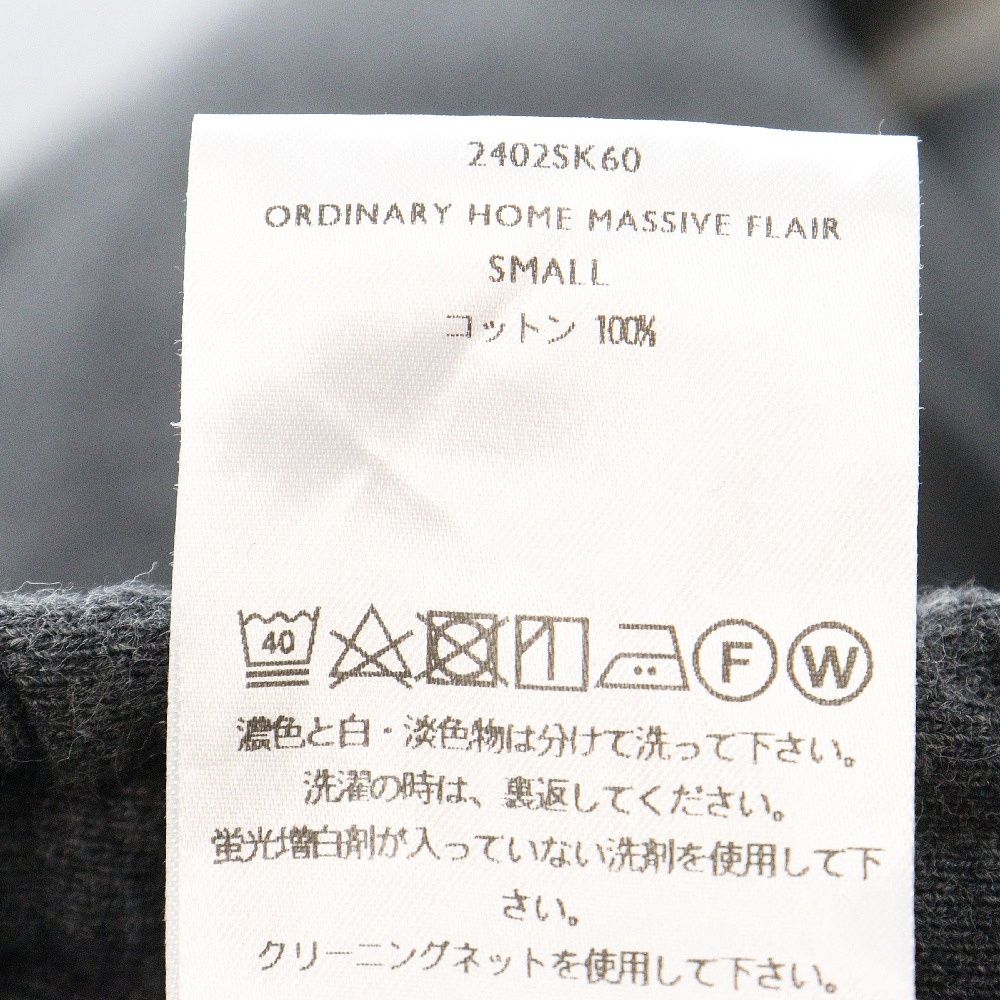 2402SK60
ORDINARY HOME MASSIVE FLAIR
SMALL
コットン 100%
40 F W
濃色と白・淡色物は分けて洗って下さい。
洗濯の時は、裏返してください。
蛍光増白剤が入っていない洗剤を使用して下
さい。
クリーニングネットを使用して下さい。